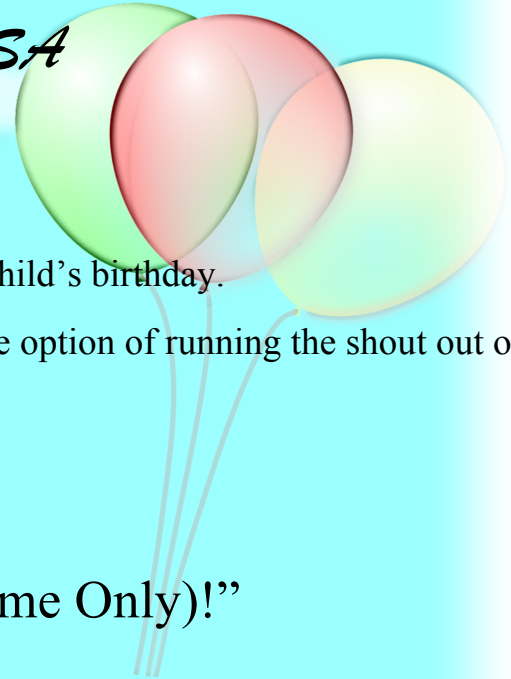 SA
hild’s birthday.
e option of running the shout out o
me Only)!”